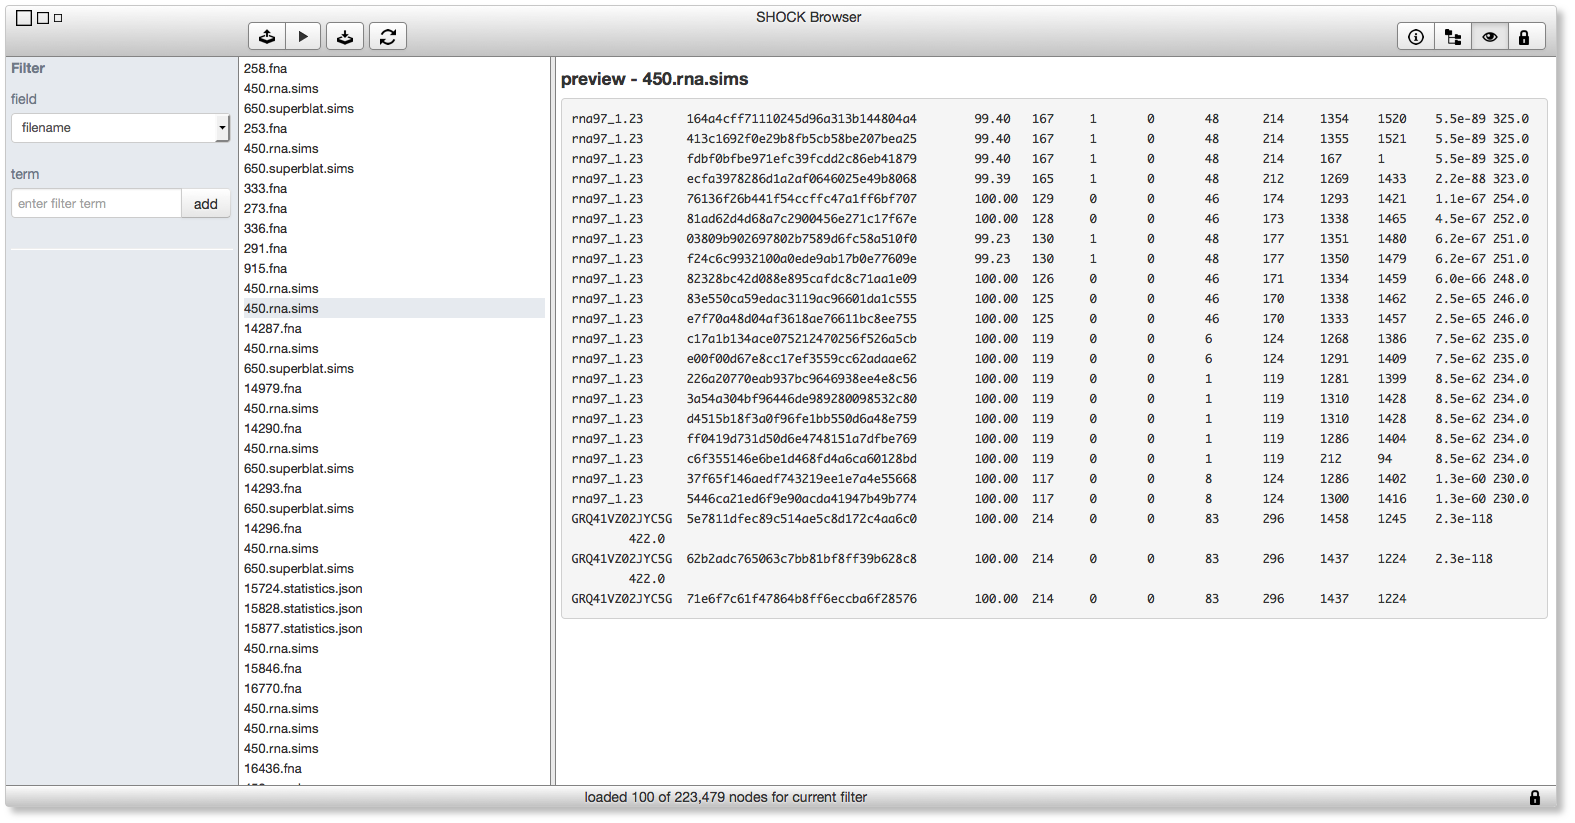 SHOCK Browser
Filter
field
filename
term
enter filter term
add
258.fna
450.rna.sims
650.superblat.sims
253.fna
450.rna.sims
650.superblat.sims
333.fna
273.fna
336.fna
291.fna
915.fna
450.rna.sims
450.rna.sims
14287.fna
450.rna.sims
650.superblat.sims
14979.fna
450.rna.sims
14290.fna
450.rna.sims
650.superblat.sims
14293.fna
650.superblat.sims
14296.fna
450.rna.sims
650.superblat.sims
15724.statistics.json
15828.statistics.json
15877.statistics.json
450.rna.sims
15846.fna
16770.fna
450.rna.sims
450.rna.sims
450.rna.sims
16436.fna
preview - 450.rna.sims
rna97_1.23 164a4cff71110245d96a313b144804a4 99.40 167 1 0 48 214 1354 1520 5.5e-89 325.0
rna97_1.23 413c1692f0e29b8fb5cb58be207bea25 99.40 167 1 0 48 214 1355 1521 5.5e-89 325.0
rna97_1.23 fdbf0bfbe971efc39fcdd2c86eb41879 99.40 167 1 0 48 214 167 1 5.5e-89 325.0
rna97_1.23 ecfa3978286d1a2af0646025e49b8068 99.39 165 1 0 48 212 1269 1433 2.2e-88 323.0
rna97_1.23 76136f26b441f54ccffc47a1ff6bf707 100.00 129 0 0 46 174 1293 1421 1.1e-67 254.0
rna97_1.23 81ad62d4d68a7c2900456e271c17f67e 100.00 128 0 0 46 173 1338 1465 4.5e-67 252.0
rna97_1.23 03809b902697802b7589d6fc58a510f0 99.23 130 1 0 48 177 1351 1480 6.2e-67 251.0
rna97_1.23 f24c6c9932100a0ede9ab17b0e77609e 99.23 130 1 0 48 177 1350 1479 6.2e-67 251.0
rna97_1.23 82328bc42d088e895cafdc8c71aa1e09 100.00 126 0 0 46 171 1334 1459 6.0e-66 248.0
rna97_1.23 83e550ca59edac3119ac96601da1c555 100.00 125 0 0 46 170 1338 1462 2.5e-65 246.0
rna97_1.23 e7f70a48d04af3618ae76611bc8ee755 100.00 125 0 0 46 170 1333 1457 2.5e-65 246.0
rna97_1.23 c17a1b134ace075212470256f526a5cb 100.00 119 0 0 6 124 1268 1386 7.5e-62 235.0
rna97_1.23 e00f00d67e8cc17ef3559cc62adaae62 100.00 119 0 0 6 124 1291 1409 7.5e-62 235.0
rna97_1.23 226a20770eab937bc9646938ee4e8c56 100.00 119 0 0 1 119 1281 1399 8.5e-62 234.0
rna97_1.23 3a54a304bf96446de989280098532c80 100.00 119 0 0 1 119 1310 1428 8.5e-62 234.0
rna97_1.23 d4515b18f3a0f96fe1bb550d6a48e759 100.00 119 0 0 1 119 1310 1428 8.5e-62 234.0
rna97_1.23 ff0419d731d50d6e4748151a7dfbe769 100.00 119 0 0 1 119 1286 1404 8.5e-62 234.0
rna97_1.23 c6f355146e6be1d468fd4a6ca60128bd 100.00 119 0 0 1 119 212 94 8.5e-62 234.0
rna97_1.23 37f65f146aedf743219ee1e7a4e55668 100.00 117 0 0 8 124 1286 1402 1.3e-60 230.0
rna97_1.23 5446ca21ed6f9e90acda41947b49b774 100.00 117 0 0 8 124 1300 1416 1.3e-60 230.0
GRQ41VZ02JYC5G 5e7811dfec89c514ae5c8d172c4aa6c0 100.00 214 0 0 83 296 1458 1245 2.3e-118
422.0
GRQ41VZ02JYC5G 62b2adc765063c7bb81bf8ff39b628c8 100.00 214 0 0 83 296 1437 1224 2.3e-118
422.0
GRQ41VZ02JYC5G 71e6f7c61f47864b8ff6eccba6f28576 100.00 214 0 0 83 296 1437 1224
loaded 100 of 223,479 nodes for current filter